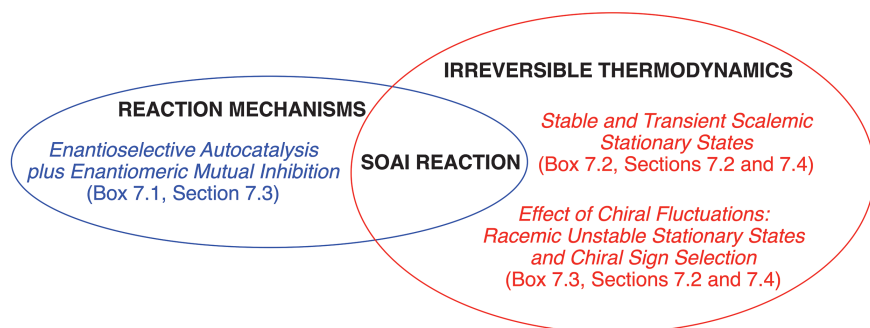 REACTION MECHANISMS
Enantioselective Autocatalysis
plus Enantiomeric Mutual Inhibition
(Box 7.1, Section 7.3)
SOAI REACTION
IRREVERSIBLE THERMODYNAMICS
Stable and Transient Scalemic
Stationary States
(Box 7.2, Sections 7.2 and 7.4)
Effect of Chiral Fluctuations:
Racemic Unstable Stationary States
and Chiral Sign Selection
(Box 7.3, Sections 7.2 and 7.4)